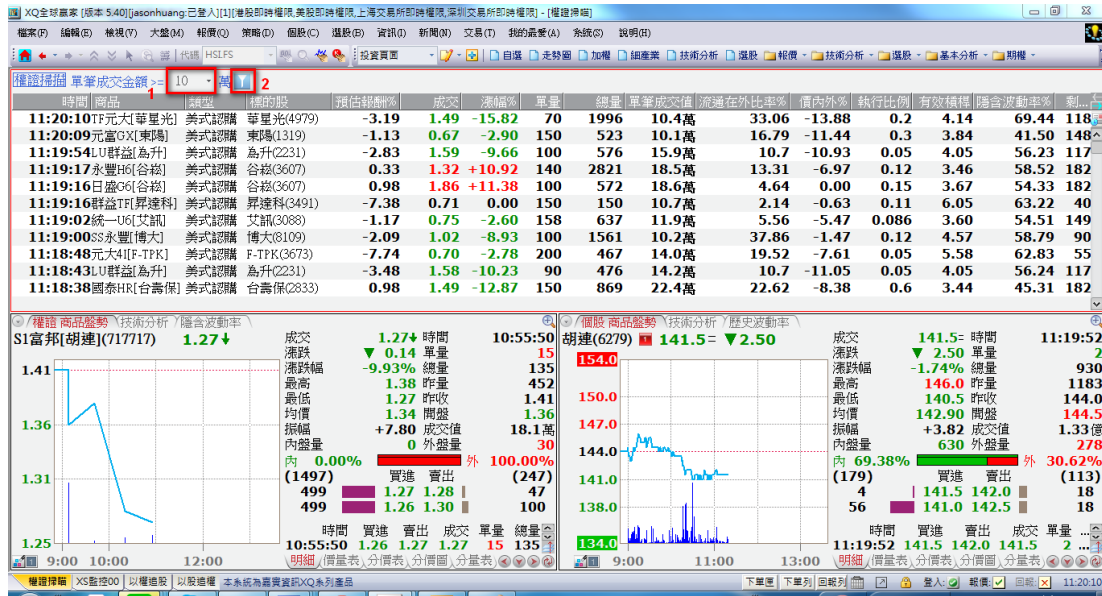 XQ全球贏家 [版本 5.40][jasonhuang:已登入][1][港股即時權限,美股即時權限,上海交易所即時權限,深圳交易所即時權限] - [權證掃瞄]
檔案(F) 編輯(E) 檢視(V) 大盤(M) 報價(Q) 策略(D) 個股(C) 選股(B) 資訊(I) 新聞(N) 交易(T) 我的最愛(A) 系統(S) 說明(H)
代碼 HSI.FS 投資頁面 自選 走勢圖 加權 細產業 技術分析 選股 報價 技術分析 選股 基本分析 期權
權證掃瞄 單筆成交金額 >= 10 萬
1 2
時間 商品 類型 標的股 預估報酬% 成交 漲幅% 單量 總量 單筆成交值 流通在外比率% 價內外% 執行比例 有效槓桿 隱含波動率% 剩...
11:20:10 TF元大[華星光] 美式認購 華星光(4979) -3.19 1.49 -15.82 70 1996 10.4萬 33.06 -13.88 0.2 4.14 69.44 118
11:20:09 元富GX[東陽] 美式認購 東陽(1319) -1.13 0.67 -2.90 150 523 10.1萬 16.79 -11.44 0.3 3.84 41.50 148
11:19:54 LU群益[為升] 美式認購 為升(2231) -2.83 1.59 -9.66 100 576 15.9萬 10.7 -10.93 0.05 4.05 56.23 117
11:19:17 永豐H6[谷崧] 美式認購 谷崧(3607) 0.33 1.32 +10.92 140 2821 18.5萬 13.31 -6.97 0.12 3.46 58.52 182
11:19:16 日盛G6[谷崧] 美式認購 谷崧(3607) 0.98 1.86 +11.38 100 572 18.6萬 4.64 0.00 0.15 3.67 54.33 182
11:19:16 群益TF[昇達科] 美式認購 昇達科(3491) -7.38 0.71 0.00 150 150 10.7萬 2.14 -0.63 0.11 6.05 63.22 40
11:19:02 統一U6[艾訊] 美式認購 艾訊(3088) -1.17 0.75 -2.60 158 637 11.9萬 5.56 -5.47 0.086 3.60 54.51 149
11:19:00 SS永豐[博大] 美式認購 博大(8109) -2.09 1.02 -8.93 100 1561 10.2萬 37.86 -1.47 0.12 4.57 58.79 90
11:18:48 元大4I[F-TPK] 美式認購 F-TPK(3673) -7.74 0.70 -2.78 200 467 14.0萬 19.52 -7.61 0.05 5.58 62.83 55
11:18:43 LU群益[為升] 美式認購 為升(2231) -3.48 1.58 -10.23 90 476 14.2萬 10.7 -11.05 0.05 4.05 56.24 117
11:18:38 國泰HR[台壽保] 美式認購 台壽保(2833) 0.98 1.49 -12.87 150 869 22.4萬 22.62 -8.38 0.6 3.44 45.31 182
權證 商品盤勢 技術分析 隱含波動率
S1富邦[胡連](717717) 1.27↓
1.41
1.36
1.31
1.25
9:00 10:00 12:00
成交 1.27↓ 時間 10:55:50
漲跌 ▼ 0.14 單量 15
漲跌幅 -9.93% 總量 135
最高 1.38 昨量 452
最低 1.27 昨收 1.41
均價 1.34 開盤 1.36
振幅 +7.80 成交值 18.1萬
內盤量 0 外盤量 30
內 0.00% 外 100.00%
(1497) 買進 賣出 (247)
499 1.27 1.28 47
499 1.26 1.30 100
時間 買進 賣出 成交 單量 總量
10:55:50 1.26 1.27 1.27 15 135
明細 價量表 分價表 分價圖 分量表
個股 商品盤勢 技術分析 歷史波動率
胡連(6279) 141.5= ▼2.50
154.0
150.0
147.0
144.0
141.0
138.0
134.0
9:00 11:00 13:00
成交 141.5= 時間 11:19:52
漲跌 ▼ 2.50 單量 2
漲跌幅 -1.74% 總量 930
最高 146.0 昨量 1183
最低 140.5 昨收 144.0
均價 142.90 開盤 144.5
振幅 +3.82 成交值 1.33億
內盤量 630 外盤量 278
內 69.38% 外 30.62%
(179) 買進 賣出 (113)
4 141.5 142.0 18
56 141.0 142.5 18
時間 買進 賣出 成交 單量 ...
11:19:52 141.5 142.0 141.5 2 ...
明細 價量表 分價表 分價圖 分量表
權證掃瞄 XS監控00 以權追股 以股追權 本系統為嘉實資訊XQ系列產品 下單匣 下單列 回報列 登入: 報價: 回報: 11:20:10